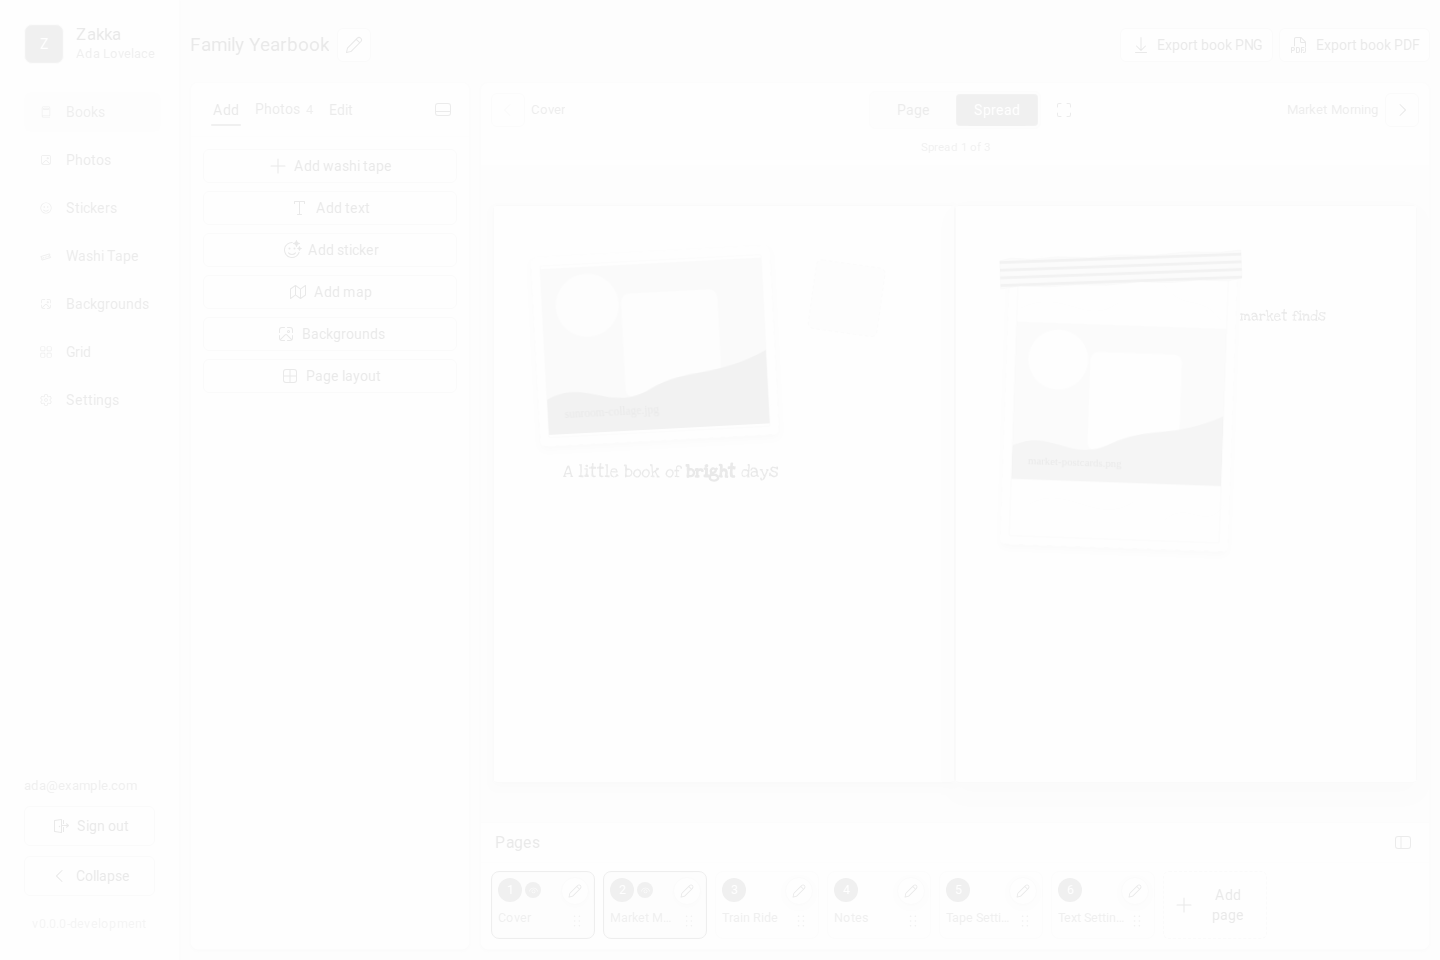 Z
Zakka
Ada Lovelace
Books
Photos
Stickers
Washi Tape
Backgrounds
Grid
Settings
ada@example.com
Sign out
Collapse
v0.0.0-development
Family Yearbook
Export book PNG
Export book PDF
Add
Photos 4
Edit
Add washi tape
Add text
Add sticker
Add map
Backgrounds
Page layout
Cover
Page
Spread
Market Morning
Spread 1 of 3
A little book of bright days
market finds
Pages
1
Cover
2
Market M...
3
Train Ride
4
Notes
5
Tape Setti...
6
Text Settin...
Add page